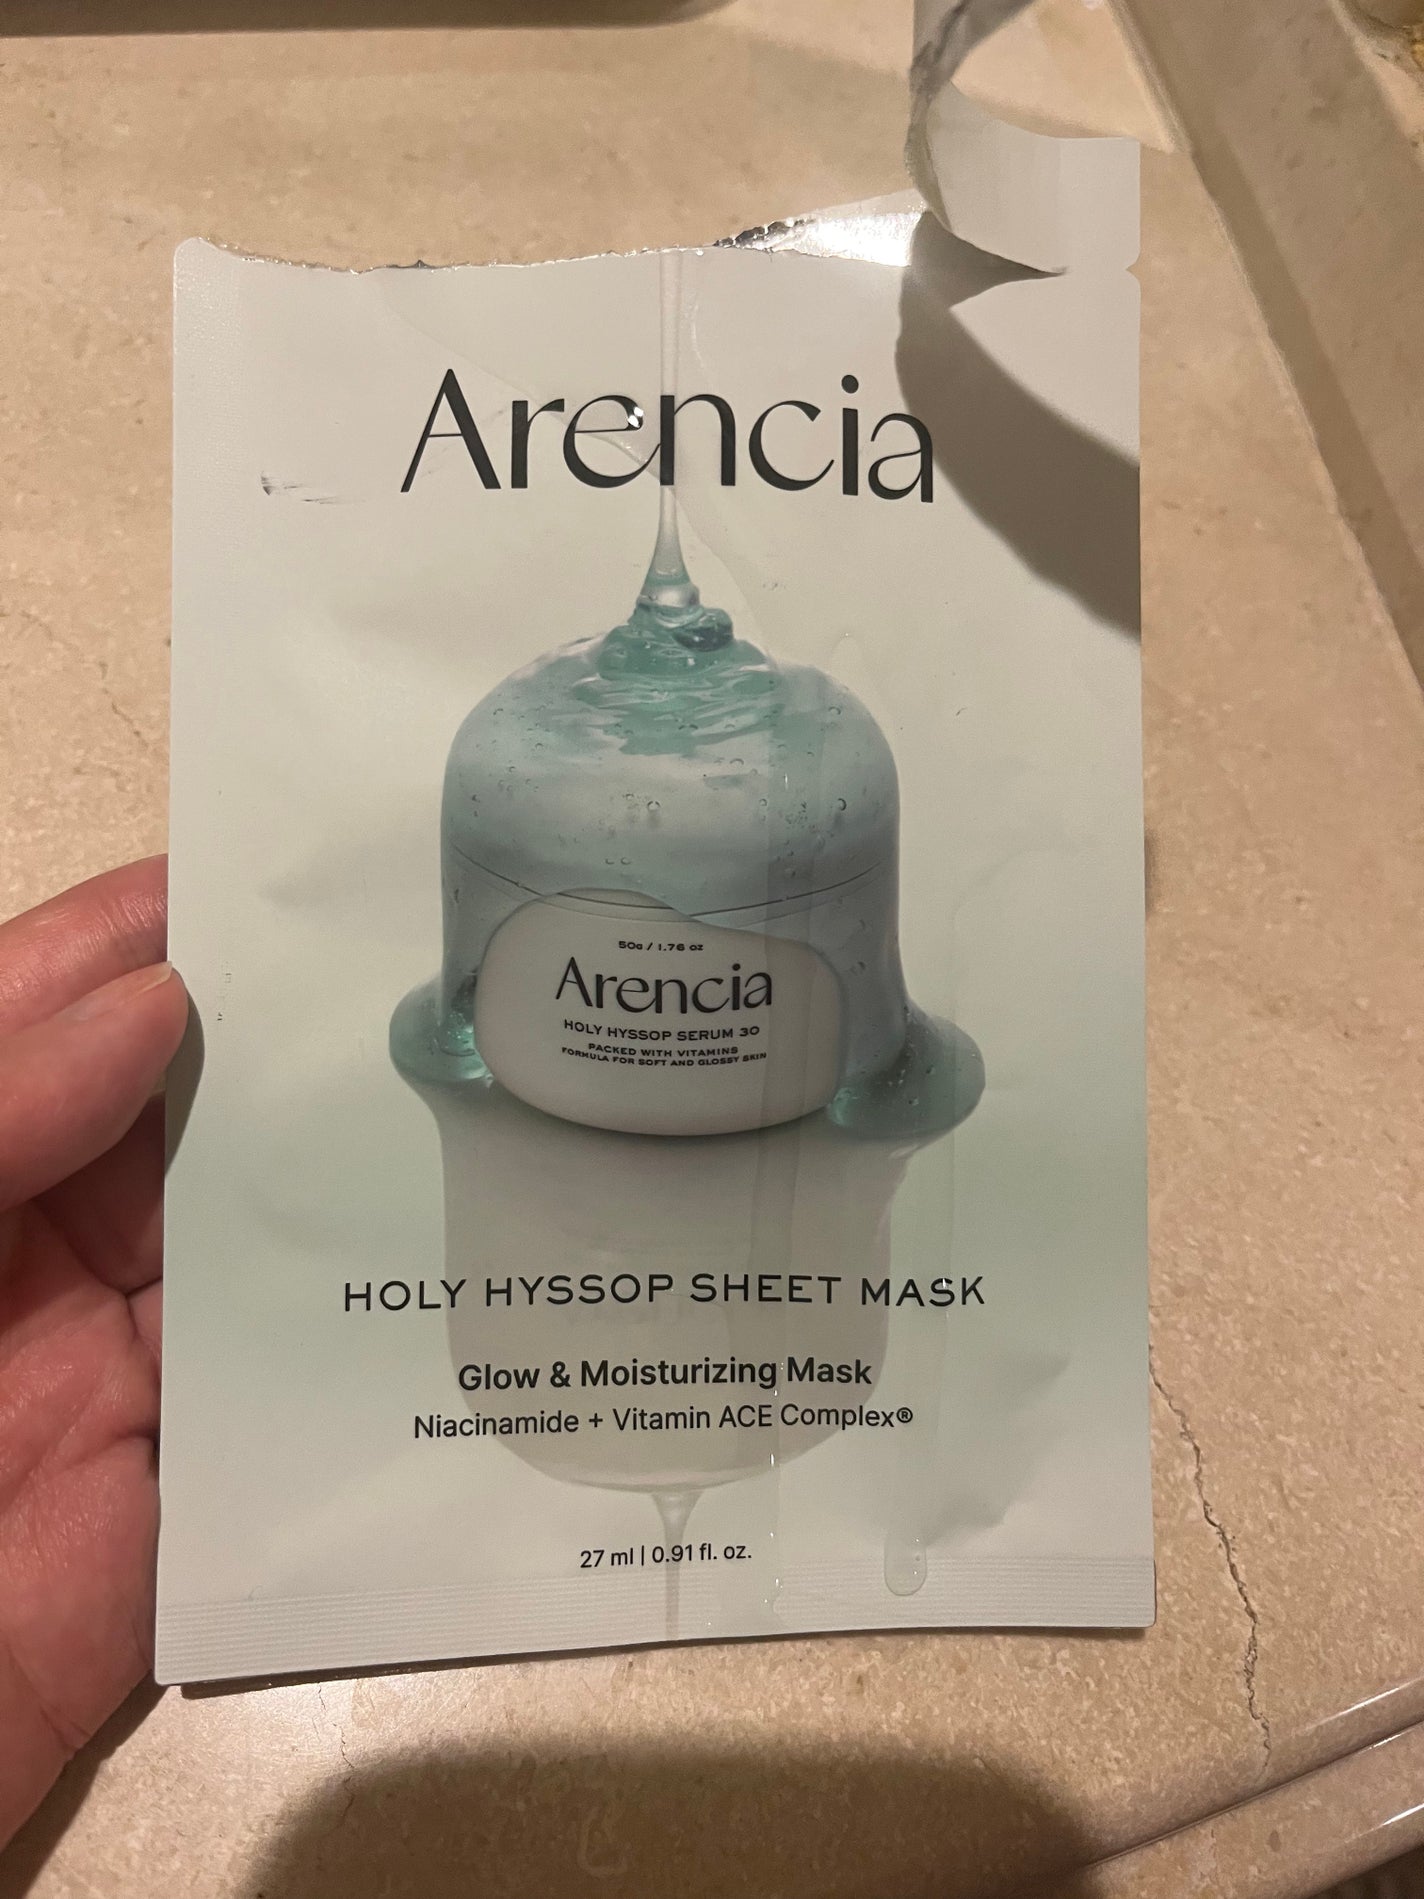 Arencia
50g / 1.76 oz
Arencia
HOLY HYSSOP SERUM 30
PACKED WITH VITAMINS
FORMULA FOR SOFT AND GLOSSY SKIN
HOLY HYSSOP SHEET MASK
Glow & Moisturizing Mask
Niacinamide + Vitamin ACE Complex®
27 ml | 0.91 fl. oz.